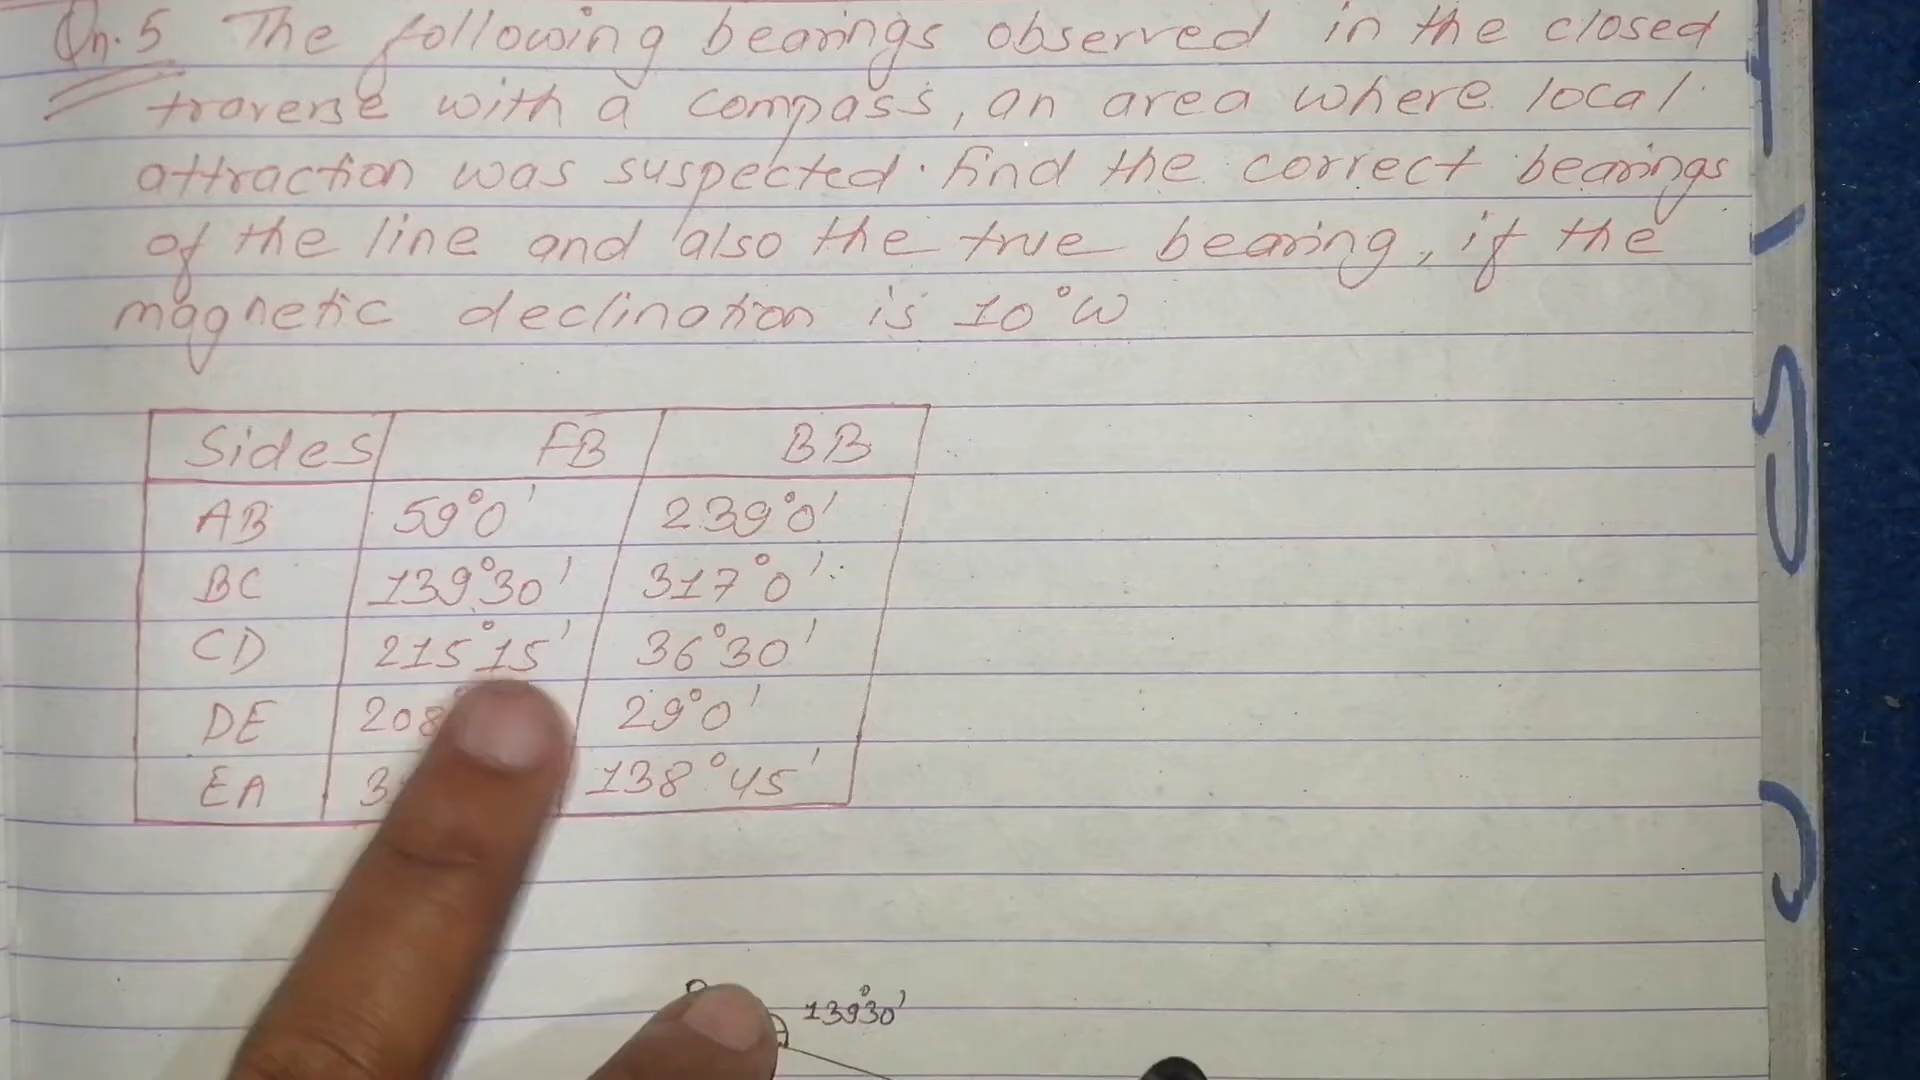 Qn.5 The following bearings observed in the closed
traverse with a compass, an area where local
attraction was suspected. find the correct bearings
of the line and also the true bearing, if the
magnetic declination is 10°W
Sides FB BB
AB 59°0' 239°0'
BC 139°30' 317°0'
CD 215°15' 36°30'
DE 208 29°0'
EA 138°45'
139°30'